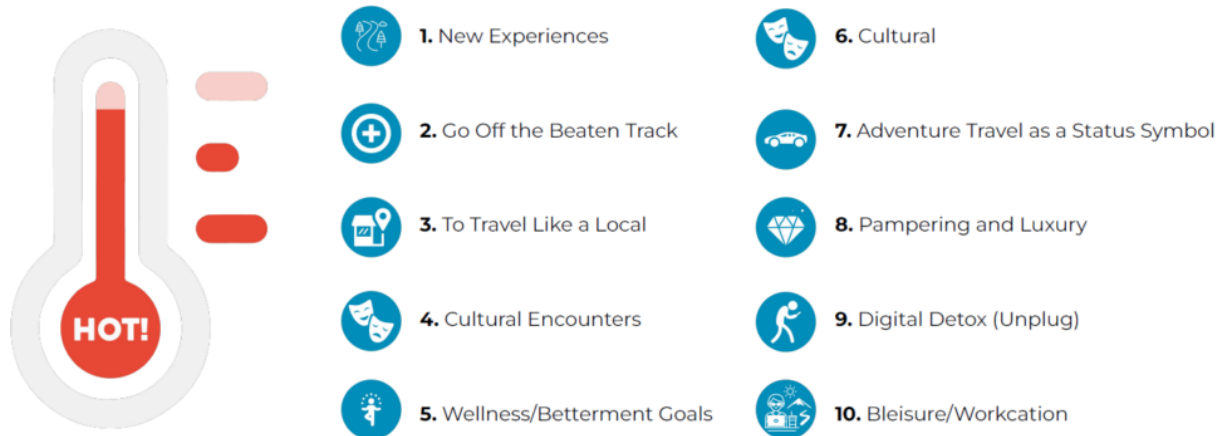 HOT!
1. New Experiences
2. Go Off the Beaten Track
3. To Travel Like a Local
4. Cultural Encounters
5. Wellness/Betterment Goals
6. Cultural
7. Adventure Travel as a Status Symbol
8. Pampering and Luxury
9. Digital Detox (Unplug)
10. Bleisure/Workcation